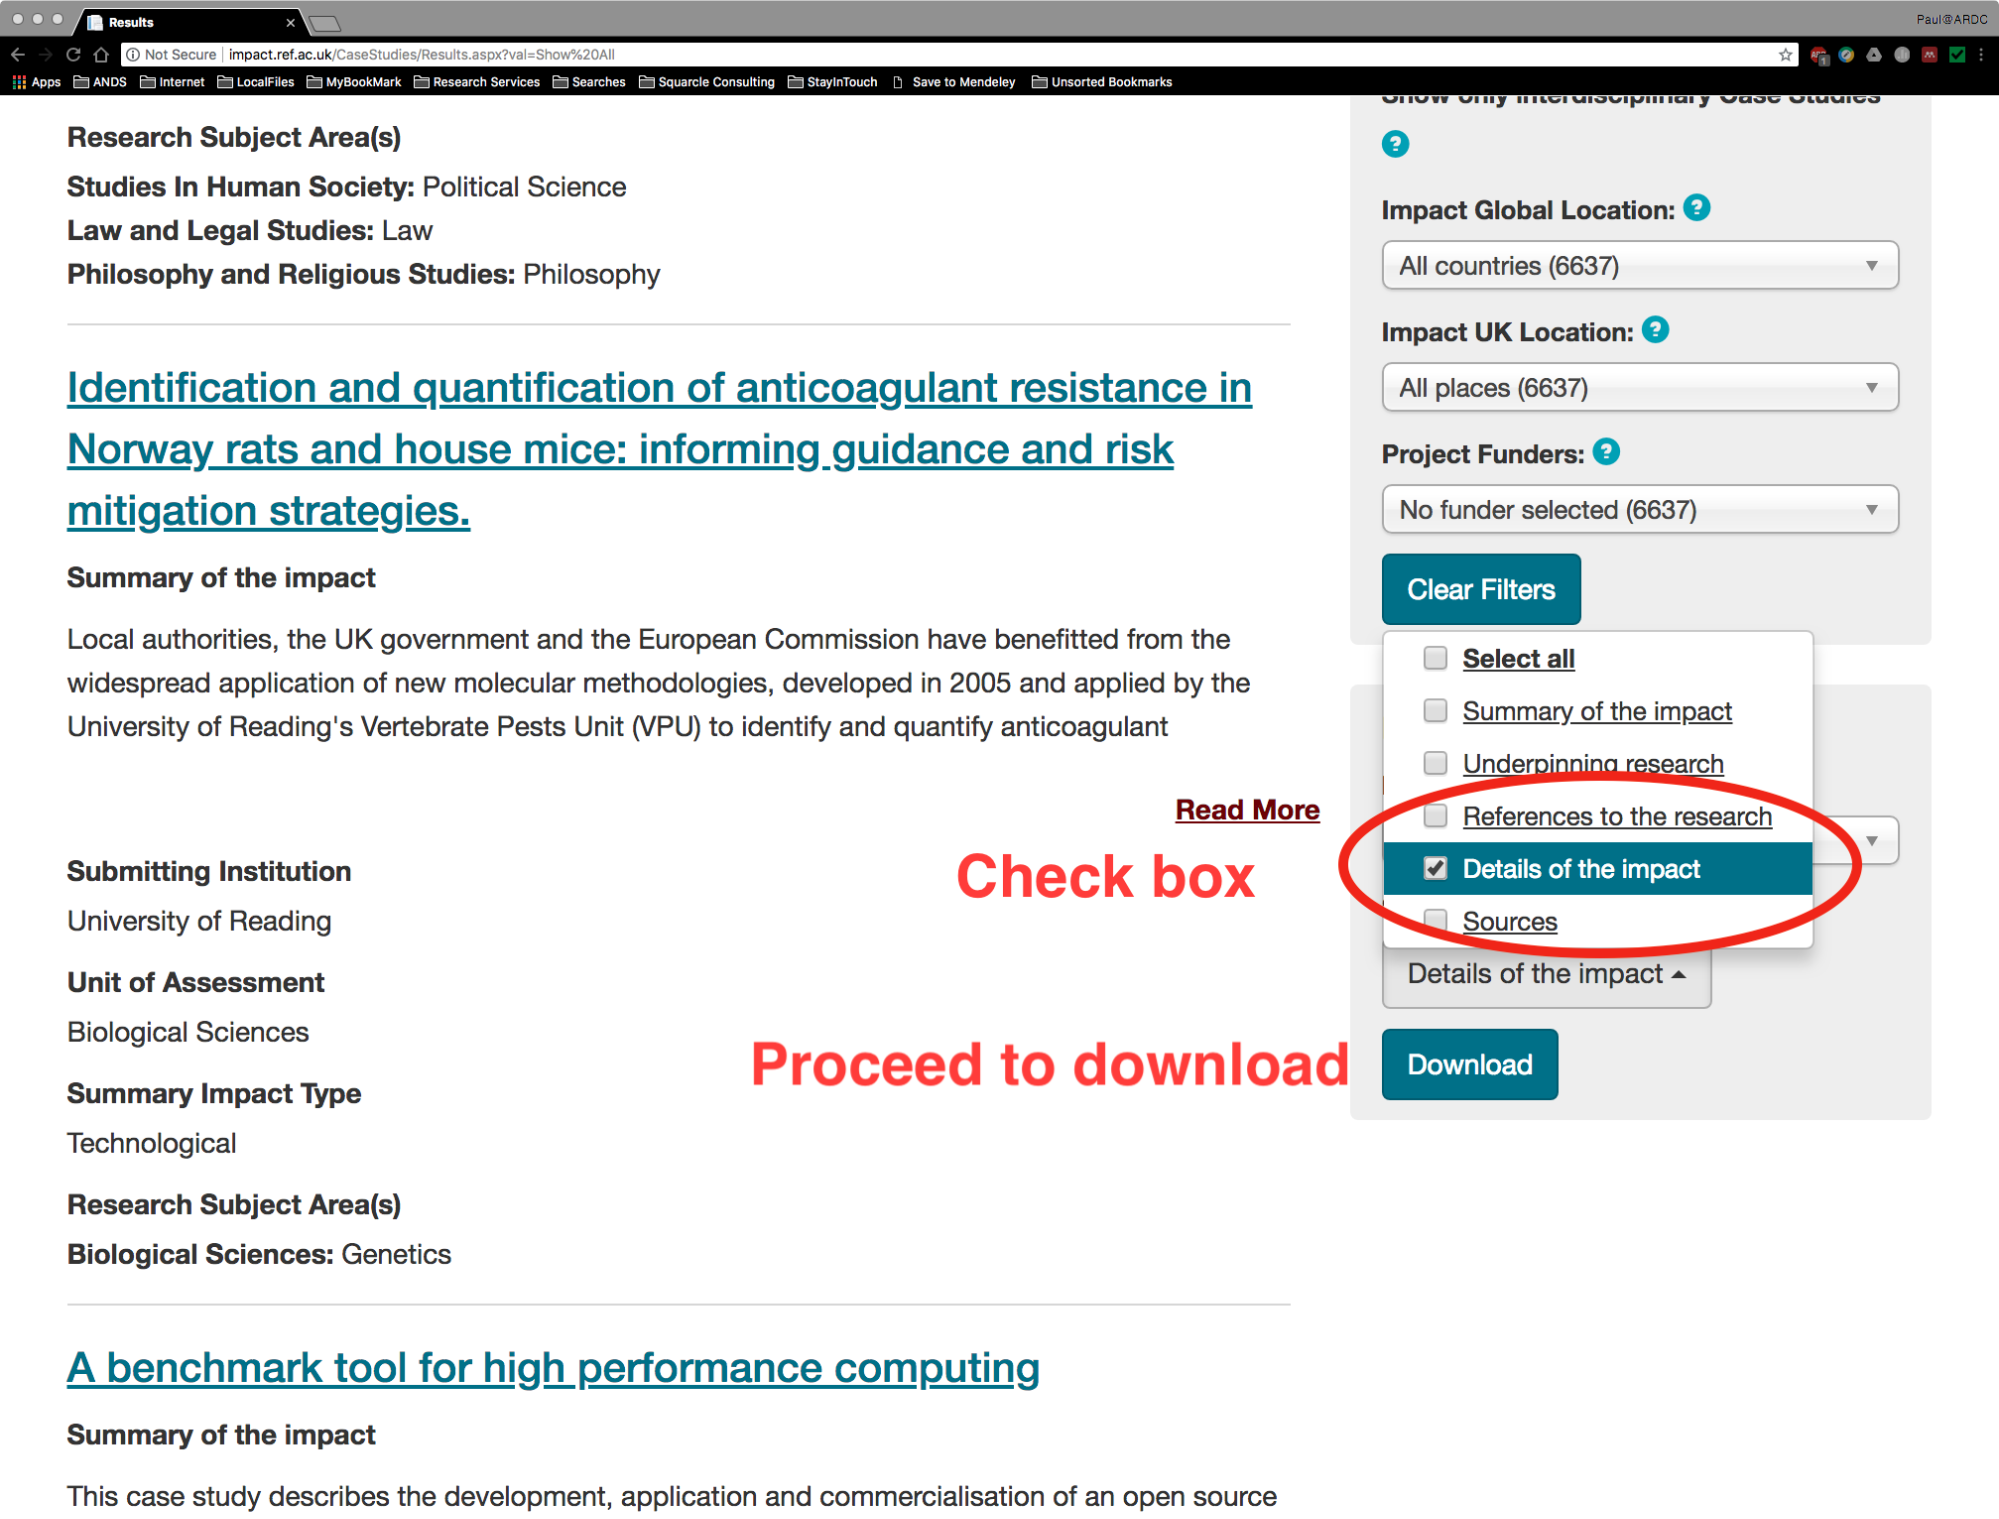 Results
Paul@ARDC
Not Secure | impact.ref.ac.uk/CaseStudies/Results.aspx?val=Show%20All
Apps ANDS Internet LocalFiles MyBookMark Research Services Searches Squarcle Consulting StayInTouch Save to Mendeley Unsorted Bookmarks
Research Subject Area(s)
Studies In Human Society: Political Science
Law and Legal Studies: Law
Philosophy and Religious Studies: Philosophy
Identification and quantification of anticoagulant resistance in
Norway rats and house mice: informing guidance and risk
mitigation strategies.
Summary of the impact
Local authorities, the UK government and the European Commission have benefitted from the
widespread application of new molecular methodologies, developed in 2005 and applied by the
University of Reading's Vertebrate Pests Unit (VPU) to identify and quantify anticoagulant
Read More
Submitting Institution
University of Reading
Unit of Assessment
Biological Sciences
Summary Impact Type
Technological
Research Subject Area(s)
Biological Sciences: Genetics
A benchmark tool for high performance computing
Summary of the impact
This case study describes the development, application and commercialisation of an open source
Check box
Proceed to download
Show only Interdisciplinary Case Studies
?
Impact Global Location: ?
All countries (6637)
Impact UK Location: ?
All places (6637)
Project Funders: ?
No funder selected (6637)
Clear Filters
Select all
Summary of the impact
Underpinning research
References to the research
Details of the impact
Sources
Details of the impact
Download